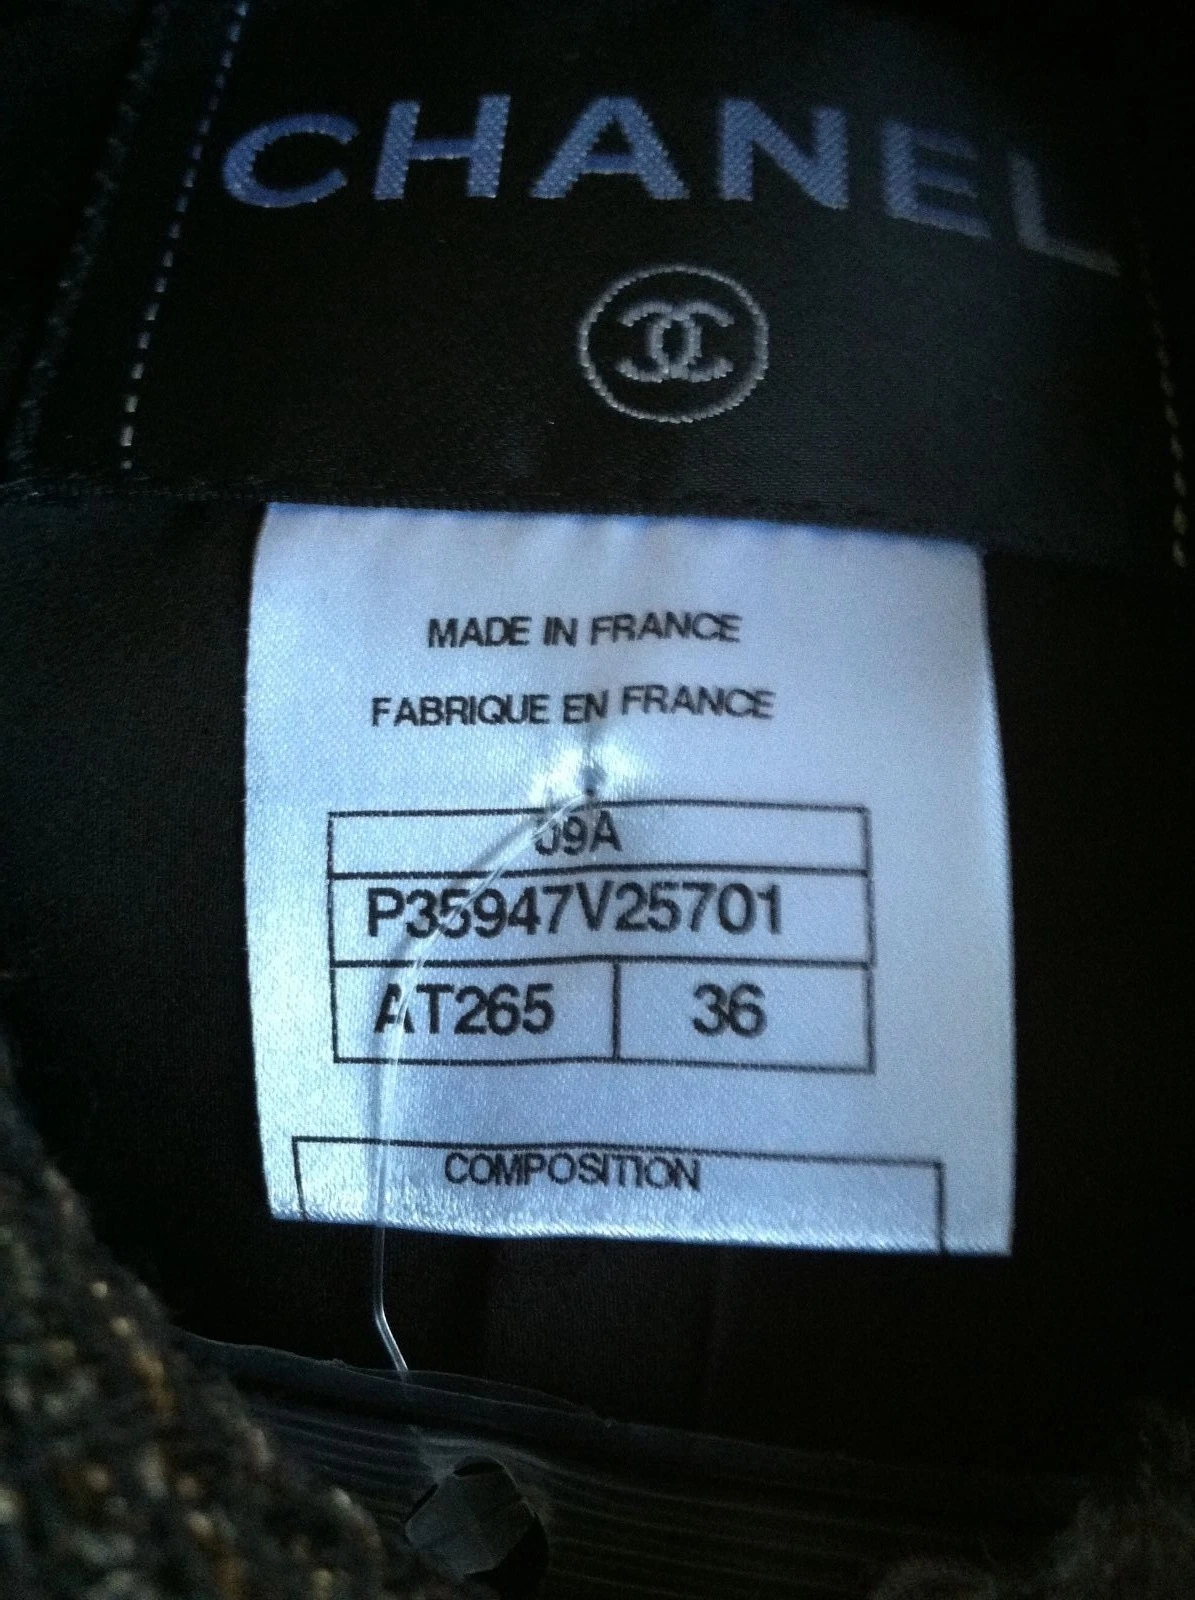 CHANEL
MADE IN FRANCE
FABRIQUE EN FRANCE
09A
P35947V25701
AT265 36
COMPOSITION